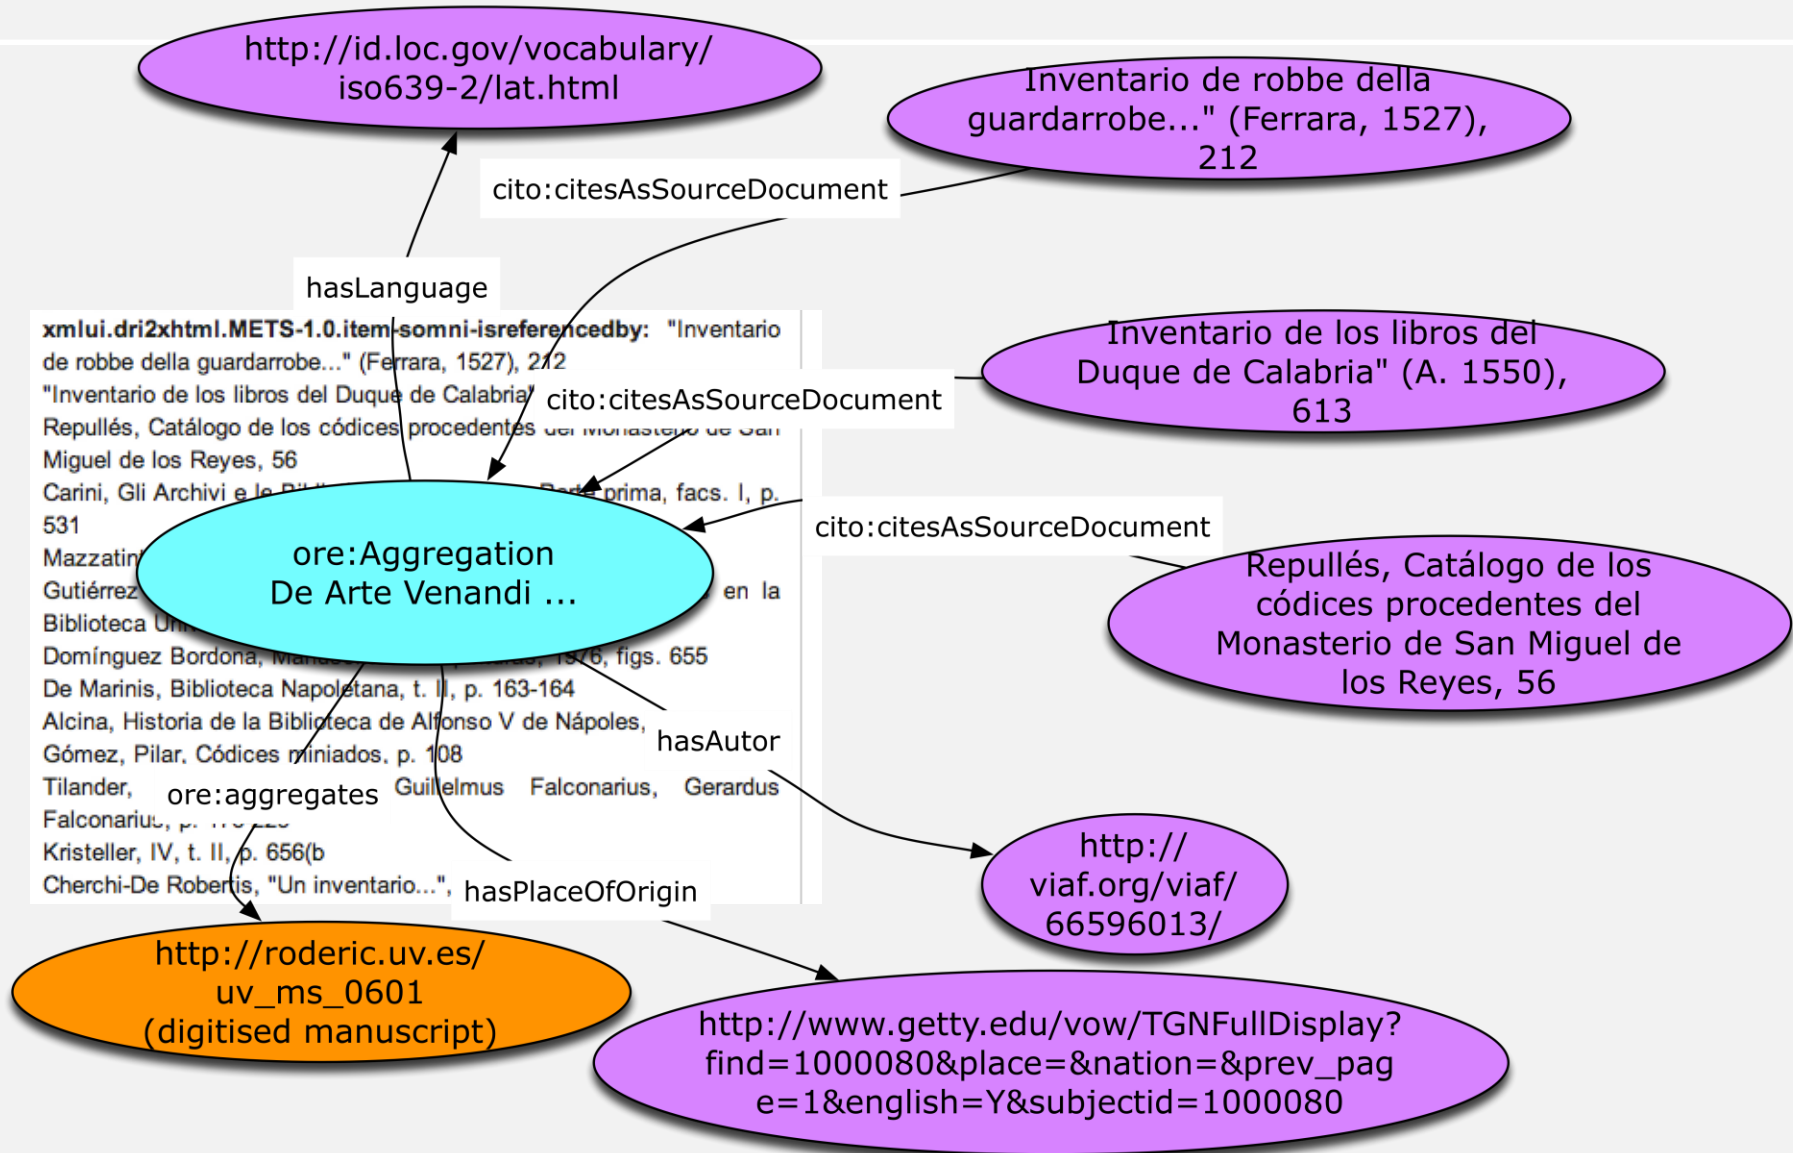 http://id.loc.gov/vocabulary/
iso639-2/lat.html
Inventario de robbe della
guardarrobe..." (Ferrara, 1527),
212
cito:citesAsSourceDocument
hasLanguage
xmlui.dri2xhtml.METS-1.0.item-somni-isreferencedby: "Inventario
de robbe della guardarrobe..." (Ferrara, 1527), 212
"Inventario de los libros del Duque de Calabria"
Repullés, Catálogo de los códices procedentes del Monasterio de San
Miguel de los Reyes, 56
Carini, Gli Archivi e le prima, facs. I, p.
531
Gutiérrez en la
Biblioteca
Domínguez Bordona, 1976, figs. 655
De Marinis, Biblioteca Napoletana, t. II, p. 163-164
Alcina, Historia de la Biblioteca de Alfonso V de Nápoles,
Gómez, Pilar, Códices miniados, p. 108
Tilander, Guillelmus Falconarius, Gerardus
Falconarius, p.
Kristeller, IV, t. II, p. 656(b
Cherchi-De Robertis, "Un inventario...",
Inventario de los libros del
Duque de Calabria" (A. 1550),
613
cito:citesAsSourceDocument
cito:citesAsSourceDocument
Repullés, Catálogo de los
códices procedentes del
Monasterio de San Miguel de
los Reyes, 56
ore:Aggregation
De Arte Venandi ...
hasAutor
ore:aggregates
hasPlaceOfOrigin
http://
viaf.org/viaf/
66596013/
http://roderic.uv.es/
uv_ms_0601
(digitised manuscript)
http://www.getty.edu/vow/TGNFullDisplay?
find=1000080&place=&nation=&prev_pag
e=1&english=Y&subjectid=1000080